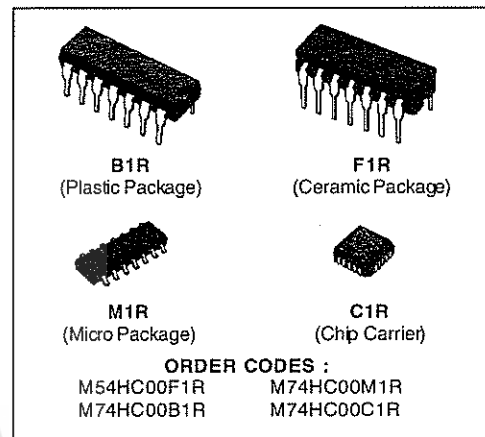 B1R
(Plastic Package)
F1R
(Ceramic Package)
M1R
(Micro Package)
C1R
(Chip Carrier)
ORDER CODES :
M54HC00F1R M74HC00M1R
M74HC00B1R M74HC00C1R